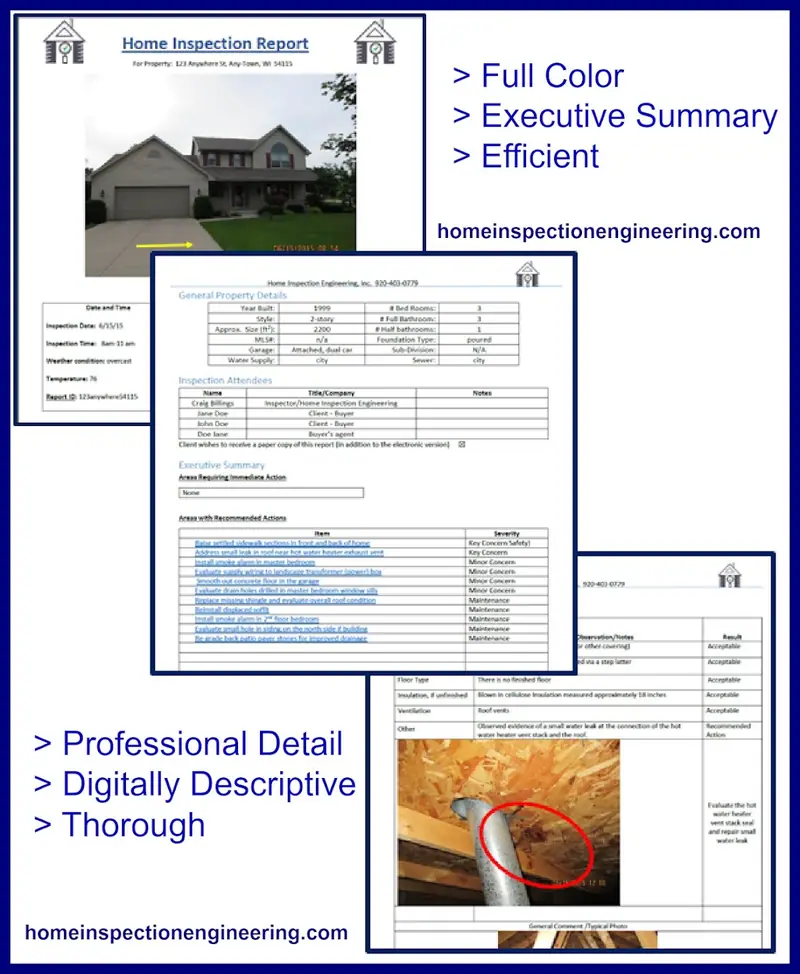 Home Inspection Report
For Property: 123 Anywhere St, Any-Town, WI 54115
> Full Color
> Executive Summary
> Efficient
homeinspectionengineering.com
Date and Time
Inspection Date: 6/15/15
Inspection Time: 8am-11 am
Weather condition: overcast
Temperature: 76
Report ID: 123anywhere54115
Home Inspection Engineering, Inc. 920-403-0779
General Property Details
Year Built: 1999 # Bed Rooms: 3
Style: 2-story # Full Bathroom: 3
Approx. Size (ft²): 2200 # Half bathrooms: 1
MLS#: n/a Foundation Type: poured
Garage: Attached, dual car Sub-Division: N/A
Water Supply: city Sewer: city
Inspection Attendees
Name Title/Company Notes
Craig Billings Inspector/Home Inspection Engineering
Jane Doe Client - Buyer
John Doe Client - Buyer
Doe Jane Buyer's agent
Client wishes to receive a paper copy of this report (in addition to the electronic version) ☒
Executive Summary
Areas Requiring Immediate Action
None
Areas with Recommended Actions
Item Severity
Raise settled sidewalk sections in front and back of home Key Concern Safety)
Address small leak in roof near hot water heater exhaust vent Key Concern
Install smoke alarm in master bedroom Minor Concern
Evaluate supply wiring to landscape transformer (power) box Minor Concern
Smooth out concrete floor in the garage Minor Concern
Evaluate drain holes drilled in master bedroom window sills Minor Concern
Replace missing shingle and evaluate overall roof condition Maintenance
Reinstall displaced soffit Maintenance
Install smoke alarm in 2nd floor bedroom Maintenance
Evaluate small hole in siding on the north side if building Maintenance
Re grade back patio paver stones for improved drainage Maintenance
. 920-403-0779
Observation/Notes Result
or other covering) Acceptable
ed via a step latter Acceptable
Floor Type There is no finished floor Acceptable
Insulation, if unfinished Blown in cellulose insulation measured approximately 18 inches Acceptable
Ventilation Roof vents Acceptable
Other Observed evidence of a small water leak at the connection of the hot water heater vent stack and the roof. Recommended Action
Evaluate the hot
water heater
vent stack seal
and repair small
water leak
General Comment /Typical Photo
> Professional Detail
> Digitally Descriptive
> Thorough
homeinspectionengineering.com